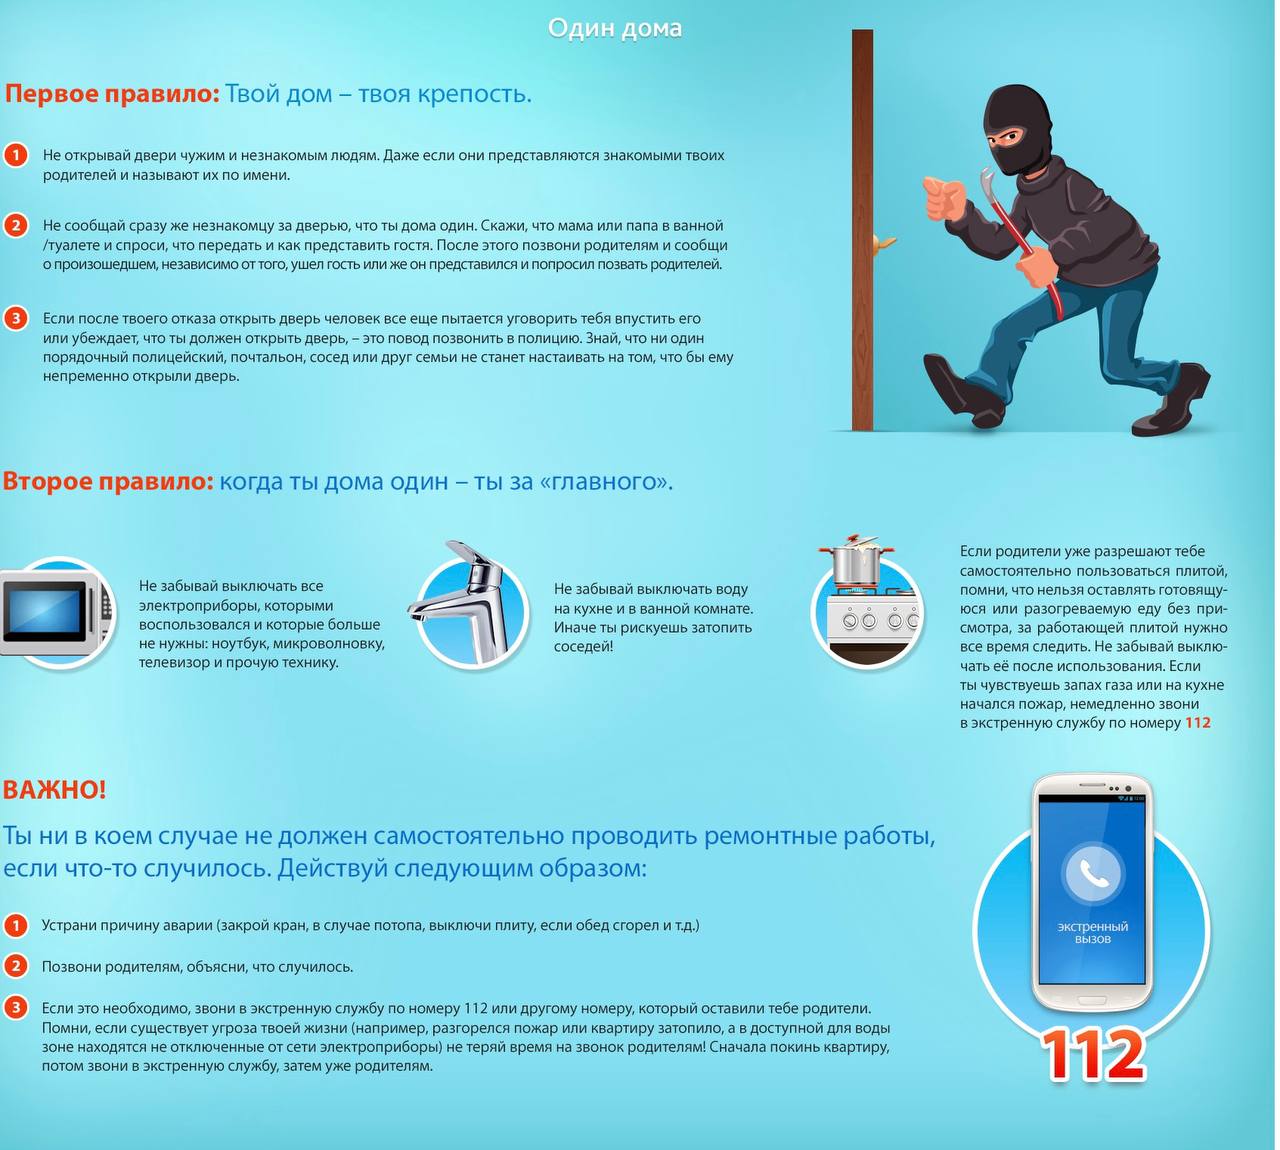 Один дома
Первое правило: Твой дом – твоя крепость.
1 Не открывай двери чужим и незнакомым людям. Даже если они представляются знакомыми твоих
родителей и называют их по имени.
2 Не сообщай сразу же незнакомцу за дверью, что ты дома один. Скажи, что мама или папа в ванной
/туалете и спроси, что передать и как представить гостя. После этого позвони родителям и сообщи
о произошедшем, независимо от того, ушел гость или же он представился и попросил позвать родителей.
3 Если после твоего отказа открыть дверь человек все еще пытается уговорить тебя впустить его
или убеждает, что ты должен открыть дверь, – это повод позвонить в полицию. Знай, что ни один
порядочный полицейский, почтальон, сосед или друг семьи не станет настаивать на том, что бы ему
непременно открыли дверь.
Второе правило: когда ты дома один – ты за «главного».
Не забывай выключать все
электроприборы, которыми
воспользовался и которые больше
не нужны: ноутбук, микроволновку,
телевизор и прочую технику.
Не забывай выключать воду
на кухне и в ванной комнате.
Иначе ты рискуешь затопить
соседей!
Если родители уже разрешают тебе
самостоятельно пользоваться плитой,
помни, что нельзя оставлять готовящу-
юся или разогреваемую еду без при-
смотра, за работающей плитой нужно
все время следить. Не забывай выклю-
чать её после использования. Если
ты чувствуешь запах газа или на кухне
начался пожар, немедленно звони
в экстренную службу по номеру 112
ВАЖНО!
Ты ни в коем случае не должен самостоятельно проводить ремонтные работы,
если что-то случилось. Действуй следующим образом:
1 Устрани причину аварии (закрой кран, в случае потопа, выключи плиту, если обед сгорел и т.д.)
2 Позвони родителям, объясни, что случилось.
3 Если это необходимо, звони в экстренную службу по номеру 112 или другому номеру, который оставили тебе родители.
Помни, если существует угроза твоей жизни (например, разгорелся пожар или квартиру затопило, а в доступной для воды
зоне находятся не отключенные от сети электроприборы) не теряй время на звонок родителям! Сначала покинь квартиру,
потом звони в экстренную службу, затем уже родителям.
экстренный
вызов
112